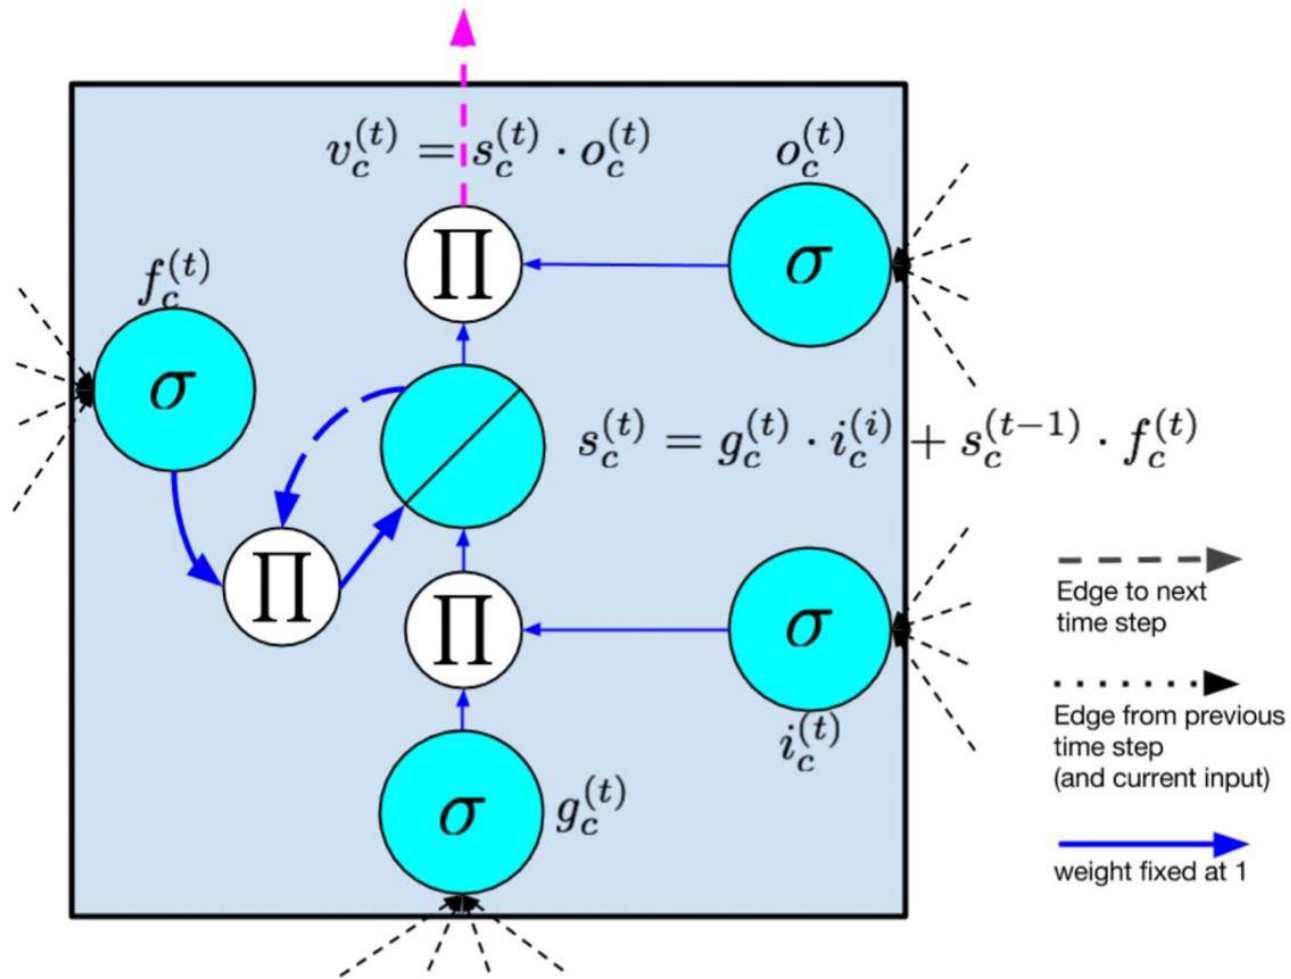 v_c^{(t)} = s_c^{(t)} · o_c^{(t)}
o_c^{(t)}
∏
σ
f_c^{(t)}
σ
s_c^{(t)} = g_c^{(t)} · i_c^{(i)} + s_c^{(t−1)} · f_c^{(t)}
∏
∏
σ
i_c^{(t)}
σ
g_c^{(t)}
Edge to next
time step
Edge from previous
time step
(and current input)
weight fixed at 1